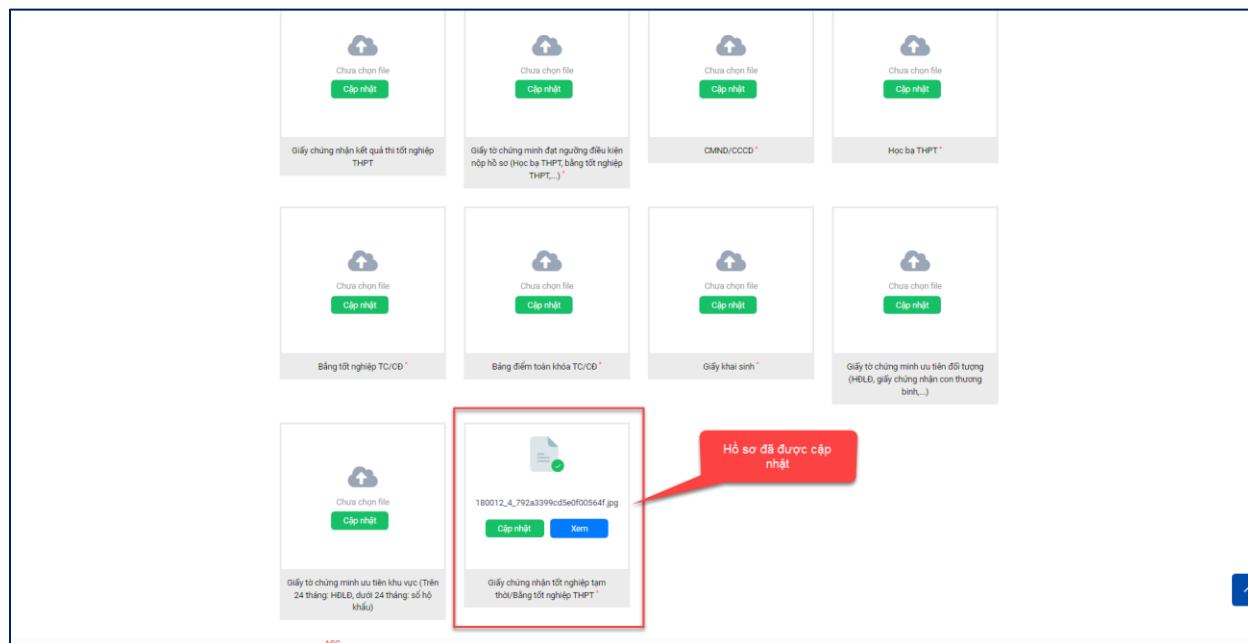 Chưa chọn file
Chưa chọn file
Chưa chọn file
Chưa chọn file
Cập nhật
Cập nhật
Cập nhật
Cập nhật
Giấy chứng nhận kết quả thi tốt nghiệp
THPT
Giấy tờ chứng minh đạt ngưỡng điều kiện
nộp hồ sơ (Học bạ THPT, bằng tốt nghiệp
THPT,...) *
CMND/CCCD *
Học bạ THPT *
Chưa chọn file
Chưa chọn file
Chưa chọn file
Chưa chọn file
Cập nhật
Cập nhật
Cập nhật
Cập nhật
Bằng tốt nghiệp TC/CĐ *
Bảng điểm toàn khóa TC/CĐ *
Giấy khai sinh *
Giấy tờ chứng minh ưu tiên đối tượng
(HĐLĐ, giấy chứng nhận con thương
binh,...)
Chưa chọn file
Cập nhật
Giấy tờ chứng minh ưu tiên khu vực (Trên
24 tháng: HĐLĐ, dưới 24 tháng: sổ hộ
khẩu)
180012_4_792a3399cd5e0f00564f.jpg
Cập nhật
Xem
Giấy chứng nhận tốt nghiệp tạm
thời/Bằng tốt nghiệp THPT *
Hồ sơ đã được cập
nhật